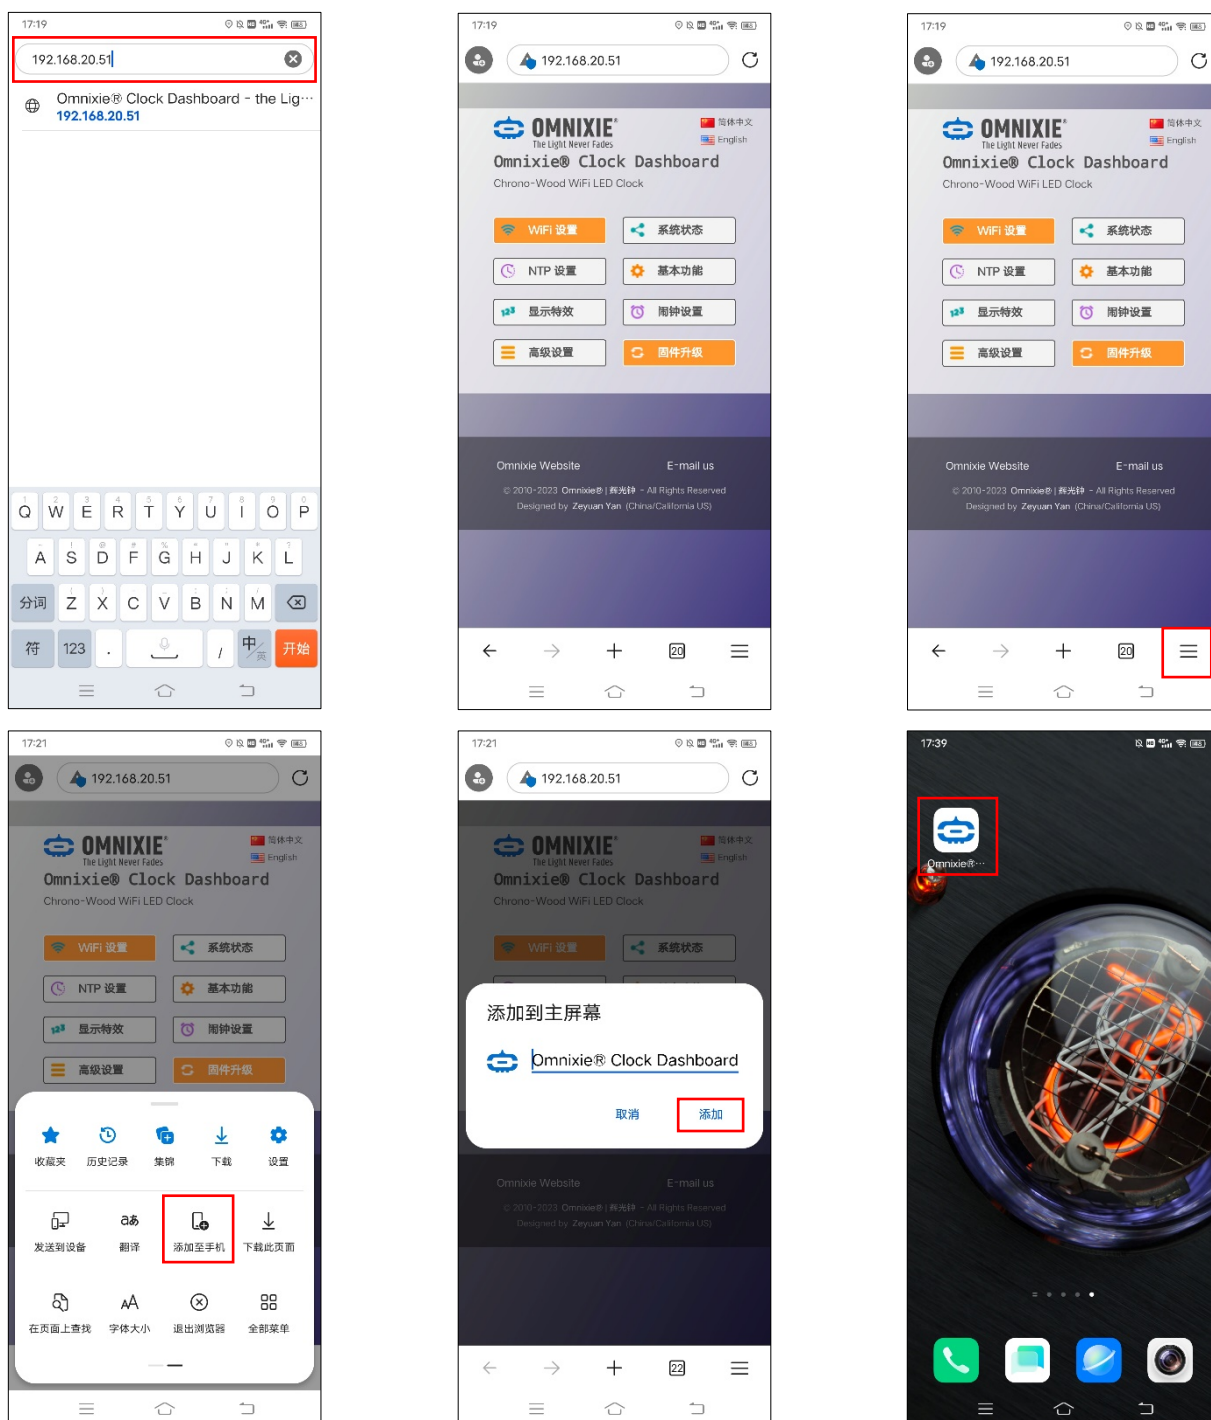 17:19
192.168.20.51
Omnixie® Clock Dashboard - the Lig···
192.168.20.51
Q W E R T Y U I O P
A S D F G H J K L
分词 Z X C V B N M
符 123 . , 中/英 开始
17:19
192.168.20.51
OMNIXIE®
The Light Never Fades
简体中文
English
Omnixie® Clock Dashboard
Chrono-Wood WiFi LED Clock
WiFi 设置 系统状态
NTP 设置 基本功能
123 显示特效 闹钟设置
高级设置 固件升级
Omnixie Website E-mail us
© 2010-2023 Omnixie® | 辉光钟 - All Rights Reserved
Designed by Zeyuan Yan (China/California US)
20
17:19
192.168.20.51
OMNIXIE®
The Light Never Fades
简体中文
English
Omnixie® Clock Dashboard
Chrono-Wood WiFi LED Clock
WiFi 设置 系统状态
NTP 设置 基本功能
123 显示特效 闹钟设置
高级设置 固件升级
Omnixie Website E-mail us
© 2010-2023 Omnixie® | 辉光钟 - All Rights Reserved
Designed by Zeyuan Yan (China/California US)
20
17:21
192.168.20.51
OMNIXIE®
The Light Never Fades
简体中文
English
Omnixie® Clock Dashboard
Chrono-Wood WiFi LED Clock
WiFi 设置 系统状态
NTP 设置 基本功能
123 显示特效 闹钟设置
高级设置 固件升级
收藏夹 历史记录 集锦 下载 设置
发送到设备 翻译 添加至手机 下载此页面
在页面上查找 字体大小 退出浏览器 全部菜单
17:21
192.168.20.51
OMNIXIE®
The Light Never Fades
简体中文
English
Omnixie® Clock Dashboard
Chrono-Wood WiFi LED Clock
WiFi 设置 系统状态
添加到主屏幕
Omnixie® Clock Dashboard
取消 添加
Omnixie Website E-mail us
© 2010-2023 Omnixie® | 辉光钟 - All Rights Reserved
Designed by Zeyuan Yan (China/California US)
22
17:39
Omnixie®···